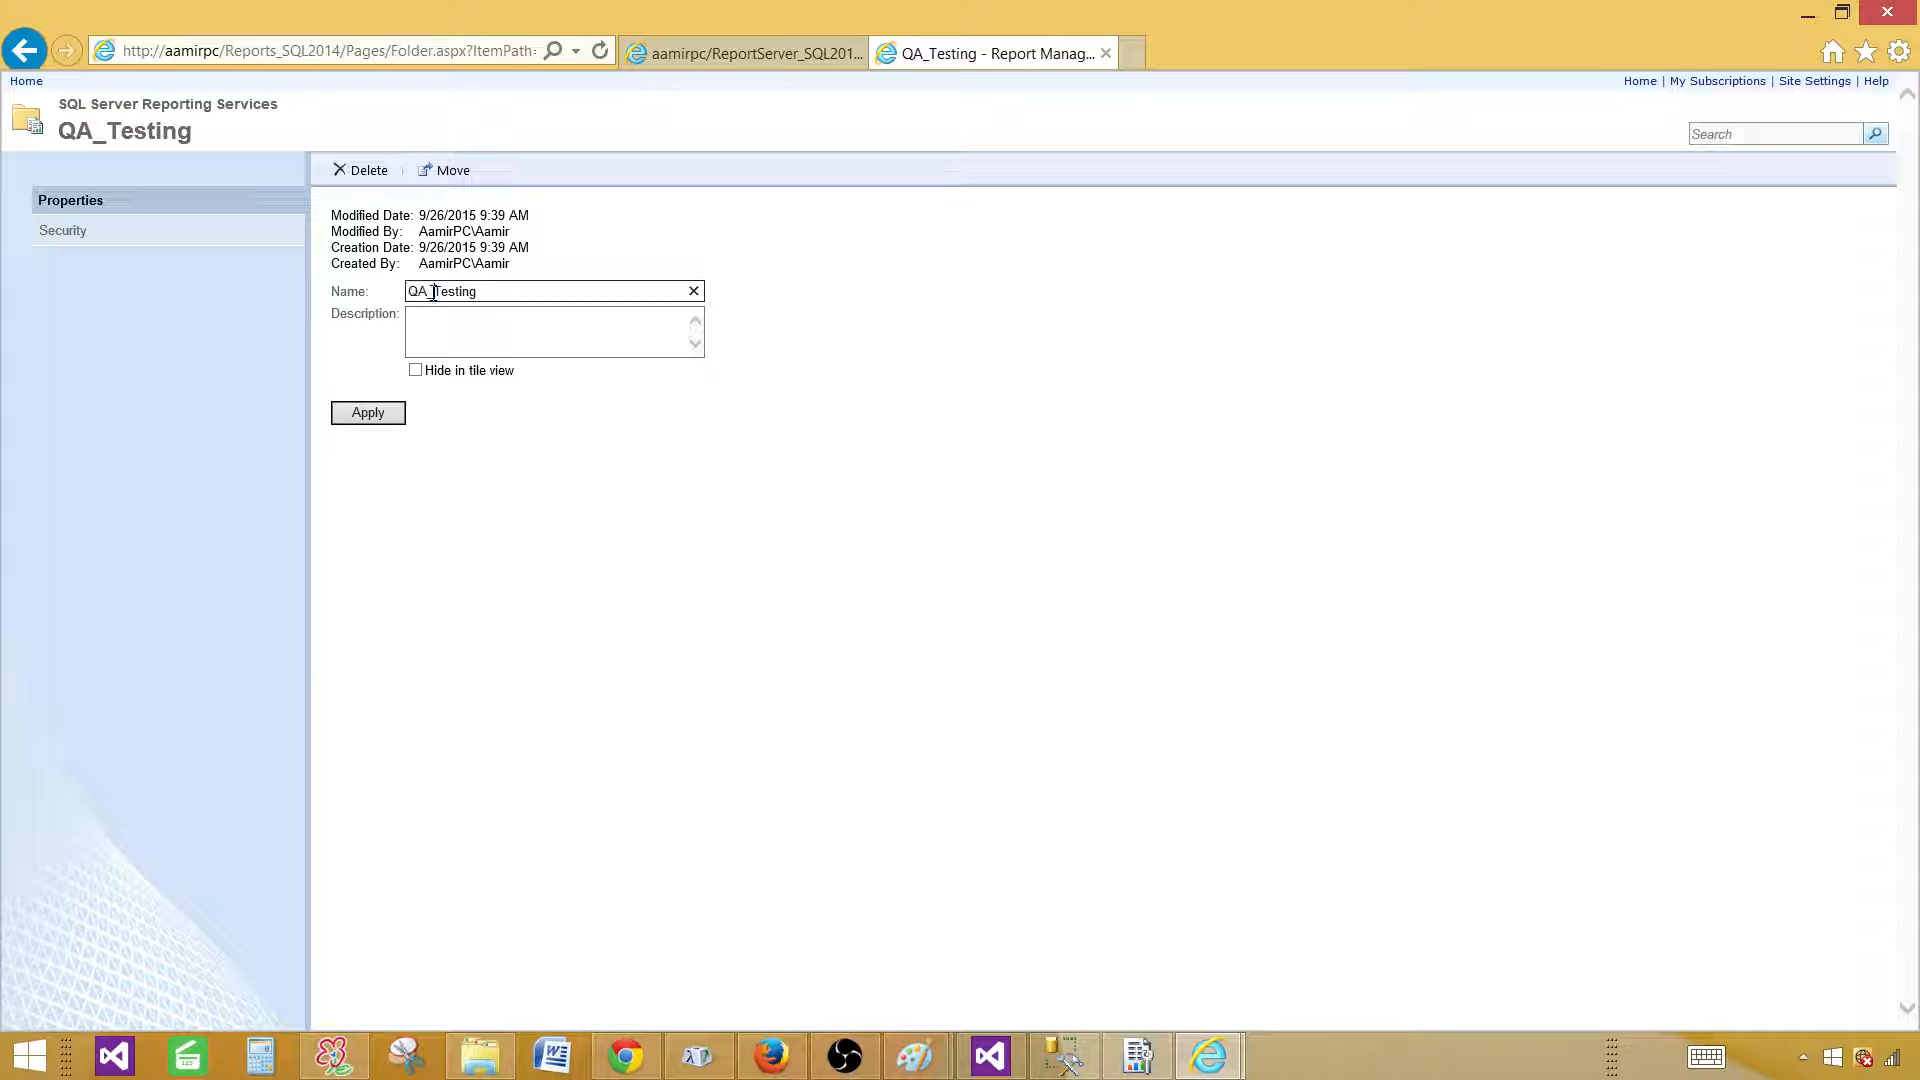 http://aamirpc/Reports_SQL2014/Pages/Folder.aspx?ItemPath=
aamirpc/ReportServer_SQL201...
QA_Testing - Report Manag...
Home
Home | My Subscriptions | Site Settings | Help
SQL Server Reporting Services
QA_Testing
Search
Delete
Move
Properties
Security
Modified Date: 9/26/2015 9:39 AM
Modified By: AamirPC\Aamir
Creation Date: 9/26/2015 9:39 AM
Created By: AamirPC\Aamir
Name: QA_Testing
Description:
Hide in tile view
Apply